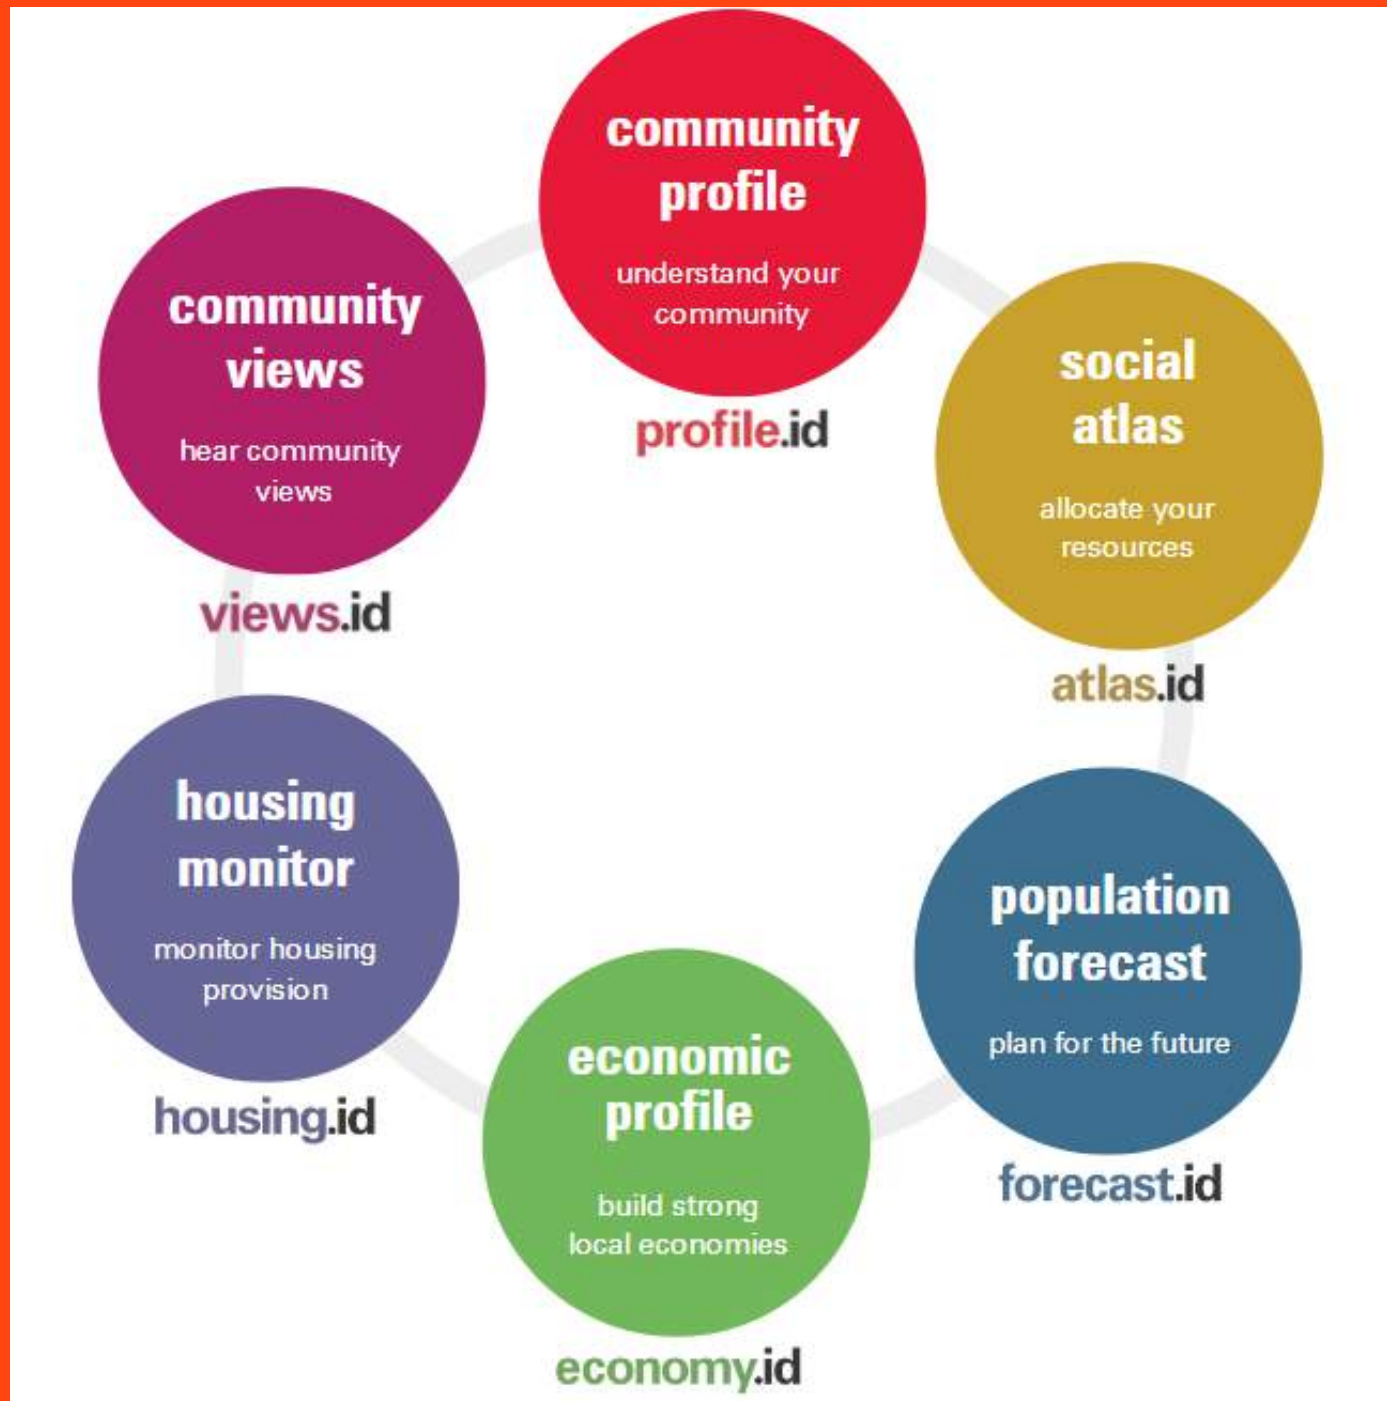 community
profile
understand your
community
profile.id
social
atlas
allocate your
resources
atlas.id
population
forecast
plan for the future
forecast.id
economic
profile
build strong
local economies
economy.id
housing
monitor
monitor housing
provision
housing.id
community
views
hear community
views
views.id